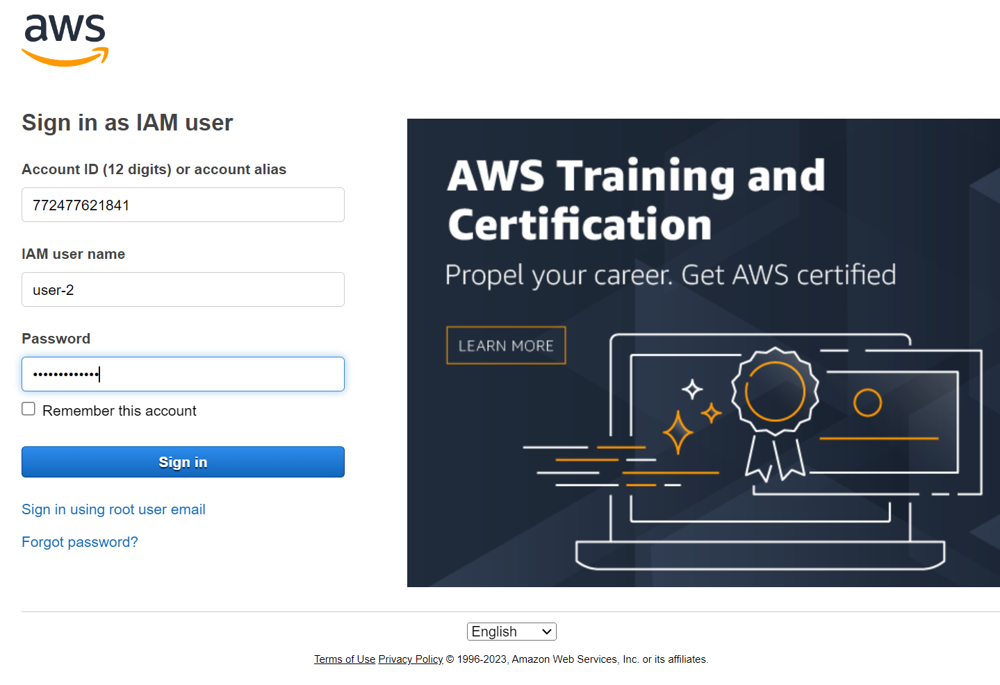 aws
Sign in as IAM user
Account ID (12 digits) or account alias
772477621841
IAM user name
user-2
Password
•••••••••••••
Remember this account
Sign in
Sign in using root user email
Forgot password?
AWS Training and
Certification
Propel your career. Get AWS certified
LEARN MORE
English
Terms of Use Privacy Policy © 1996-2023, Amazon Web Services, Inc. or its affiliates.